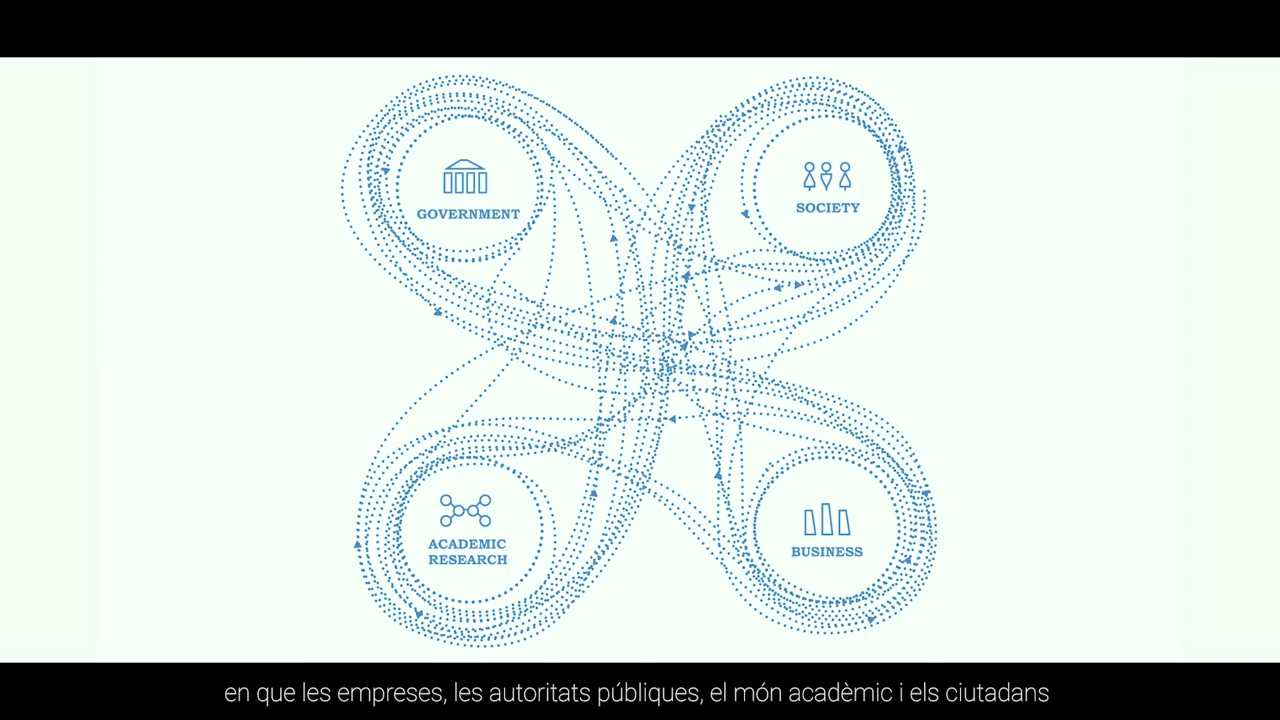 GOVERNMENT
SOCIETY
ACADEMIC
RESEARCH
BUSINESS
en que les empreses, les autoritats públiques, el món acadèmic i els ciutadans